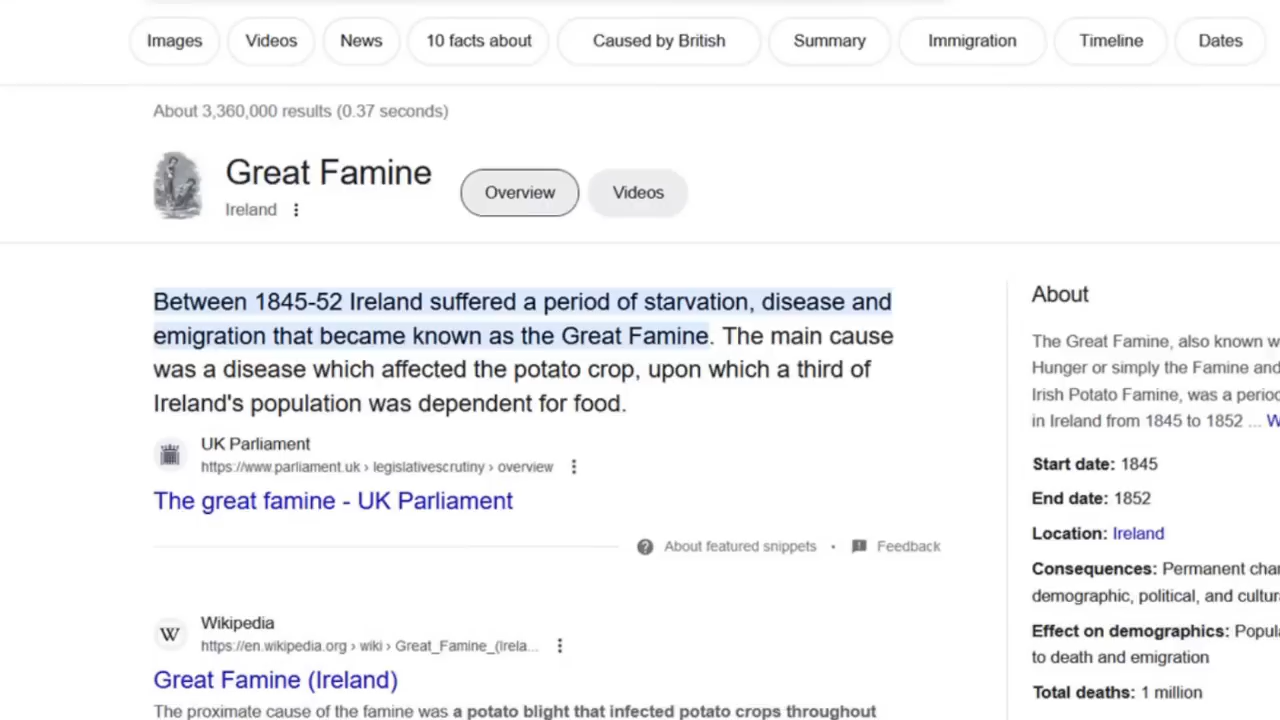 Images Videos News 10 facts about Caused by British Summary Immigration Timeline Dates
About 3,360,000 results (0.37 seconds)
Great Famine
Ireland
Overview Videos
Between 1845-52 Ireland suffered a period of starvation, disease and
emigration that became known as the Great Famine. The main cause
was a disease which affected the potato crop, upon which a third of
Ireland's population was dependent for food.
UK Parliament
https://www.parliament.uk › legislativescrutiny › overview
The great famine - UK Parliament
About featured snippets • Feedback
W
Wikipedia
https://en.wikipedia.org › wiki › Great_Famine_(Irela...
Great Famine (Ireland)
The proximate cause of the famine was a potato blight that infected potato crops throughout
About
The Great Famine, also known w
Hunger or simply the Famine and
Irish Potato Famine, was a period
in Ireland from 1845 to 1852 ... W
Start date: 1845
End date: 1852
Location: Ireland
Consequences: Permanent chan
demographic, political, and cultura
Effect on demographics: Popula
to death and emigration
Total deaths: 1 million